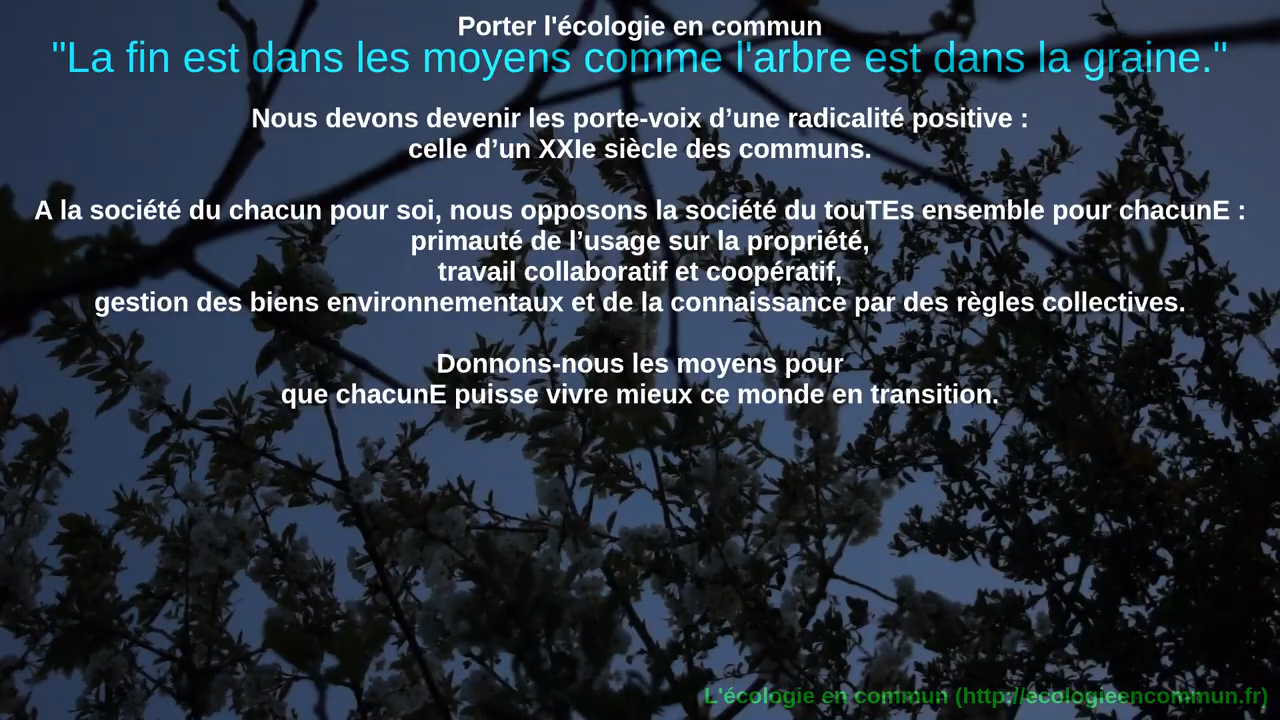 Porter l'écologie en commun
"La fin est dans les moyens comme l'arbre est dans la graine."
Nous devons devenir les porte-voix d’une radicalité positive :
celle d’un XXIe siècle des communs.
A la société du chacun pour soi, nous opposons la société du touTEs ensemble pour chacunE :
primauté de l’usage sur la propriété,
travail collaboratif et coopératif,
gestion des biens environnementaux et de la connaissance par des règles collectives.
Donnons-nous les moyens pour
que chacunE puisse vivre mieux ce monde en transition.
L'écologie en commun (http://ecologieencommun.fr)